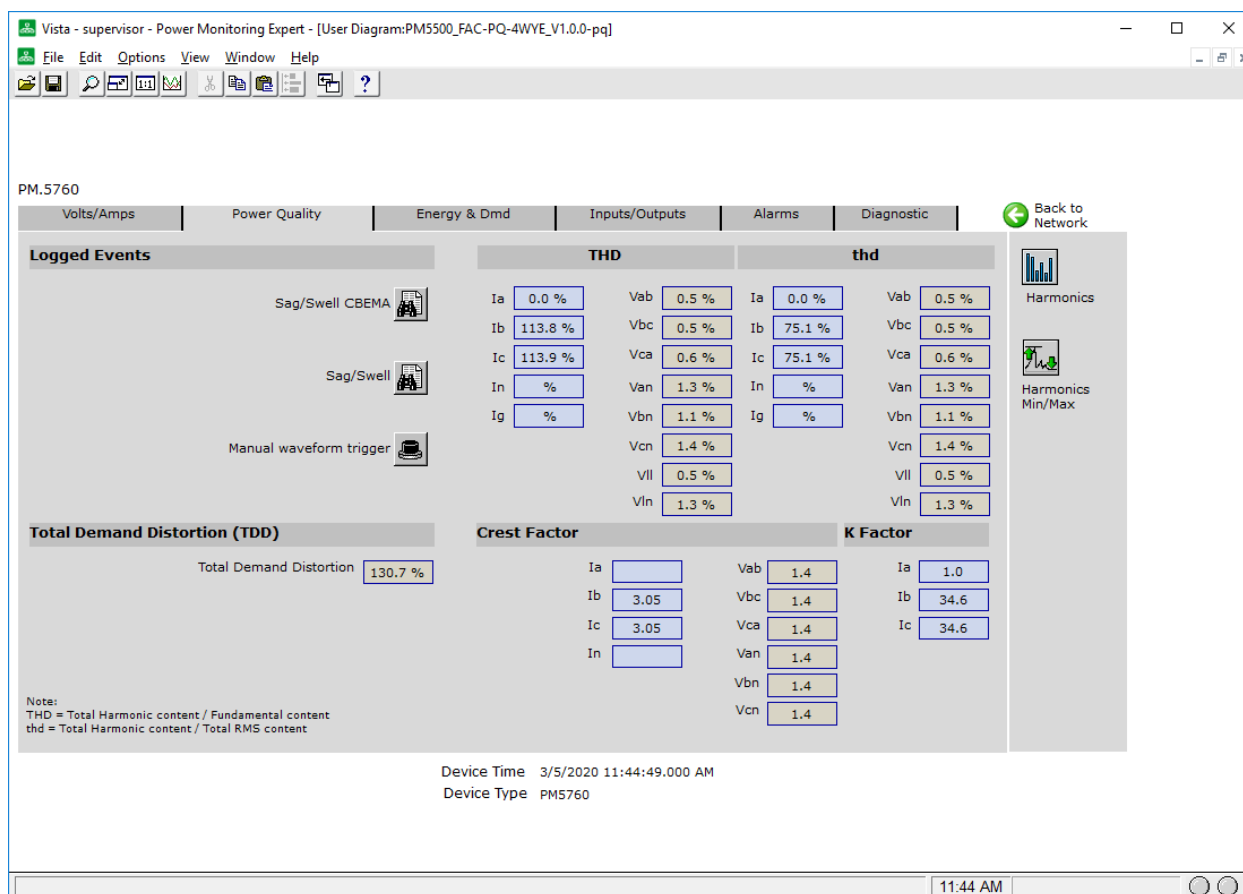 Vista - supervisor - Power Monitoring Expert - [User Diagram:PM5500_FAC-PQ-4WYE_V1.0.0-pq]
File Edit Options View Window Help
1:1 ?
PM.5760
Volts/Amps Power Quality Energy & Dmd Inputs/Outputs Alarms Diagnostic Back to
Network
Logged Events THD thd
Sag/Swell CBEMA Ia 0.0 % Vab 0.5 % Ia 0.0 % Vab 0.5 % Harmonics
Ib 113.8 % Vbc 0.5 % Ib 75.1 % Vbc 0.5 %
Ic 113.9 % Vca 0.6 % Ic 75.1 % Vca 0.6 %
Sag/Swell In % Van 1.3 % In % Van 1.3 % Harmonics
Min/Max
Ig % Vbn 1.1 % Ig % Vbn 1.1 %
Manual waveform trigger Vcn 1.4 % Vcn 1.4 %
Vll 0.5 % Vll 0.5 %
Vln 1.3 % Vln 1.3 %
Total Demand Distortion (TDD) Crest Factor K Factor
Total Demand Distortion 130.7 % Ia Vab 1.4 Ia 1.0
Ib 3.05 Vbc 1.4 Ib 34.6
Ic 3.05 Vca 1.4 Ic 34.6
In Van 1.4
Vbn 1.4
Vcn 1.4
Note:
THD = Total Harmonic content / Fundamental content
thd = Total Harmonic content / Total RMS content
Device Time 3/5/2020 11:44:49.000 AM
Device Type PM5760
11:44 AM